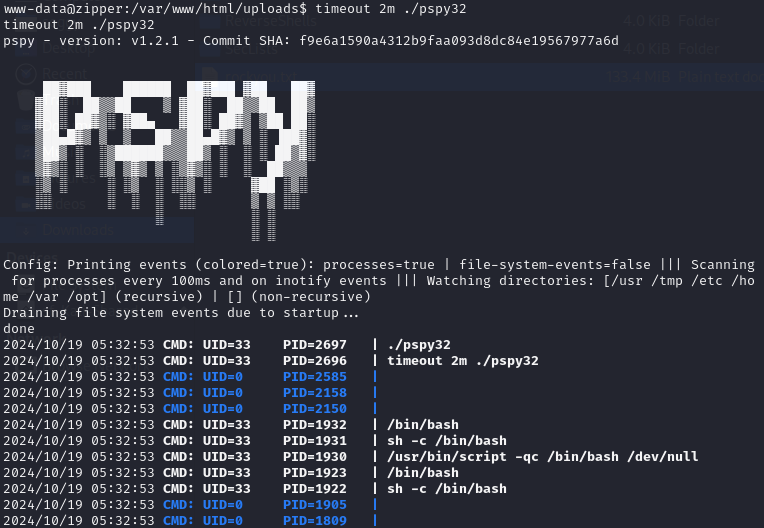 www-data@zipper:/var/www/html/uploads$ timeout 2m ./pspy32
timeout 2m ./pspy32
pspy - version: v1.2.1 - Commit SHA: f9e6a1590a4312b9faa093d8dc84e19567977a6d
Config: Printing events (colored=true): processes=true | file-system-events=false ||| Scanning
for processes every 100ms and on inotify events ||| Watching directories: [/usr /tmp /etc /ho
me /var /opt] (recursive) | [] (non-recursive)
Draining file system events due to startup...
done
2024/10/19 05:32:53 CMD: UID=33 PID=2697 | ./pspy32
2024/10/19 05:32:53 CMD: UID=33 PID=2696 | timeout 2m ./pspy32
2024/10/19 05:32:53 CMD: UID=0 PID=2585 |
2024/10/19 05:32:53 CMD: UID=0 PID=2158 |
2024/10/19 05:32:53 CMD: UID=0 PID=2150 |
2024/10/19 05:32:53 CMD: UID=33 PID=1932 | /bin/bash
2024/10/19 05:32:53 CMD: UID=33 PID=1931 | sh -c /bin/bash
2024/10/19 05:32:53 CMD: UID=33 PID=1930 | /usr/bin/script -qc /bin/bash /dev/null
2024/10/19 05:32:53 CMD: UID=33 PID=1923 | /bin/bash
2024/10/19 05:32:53 CMD: UID=33 PID=1922 | sh -c /bin/bash
2024/10/19 05:32:53 CMD: UID=0 PID=1905 |
2024/10/19 05:32:53 CMD: UID=0 PID=1809 |